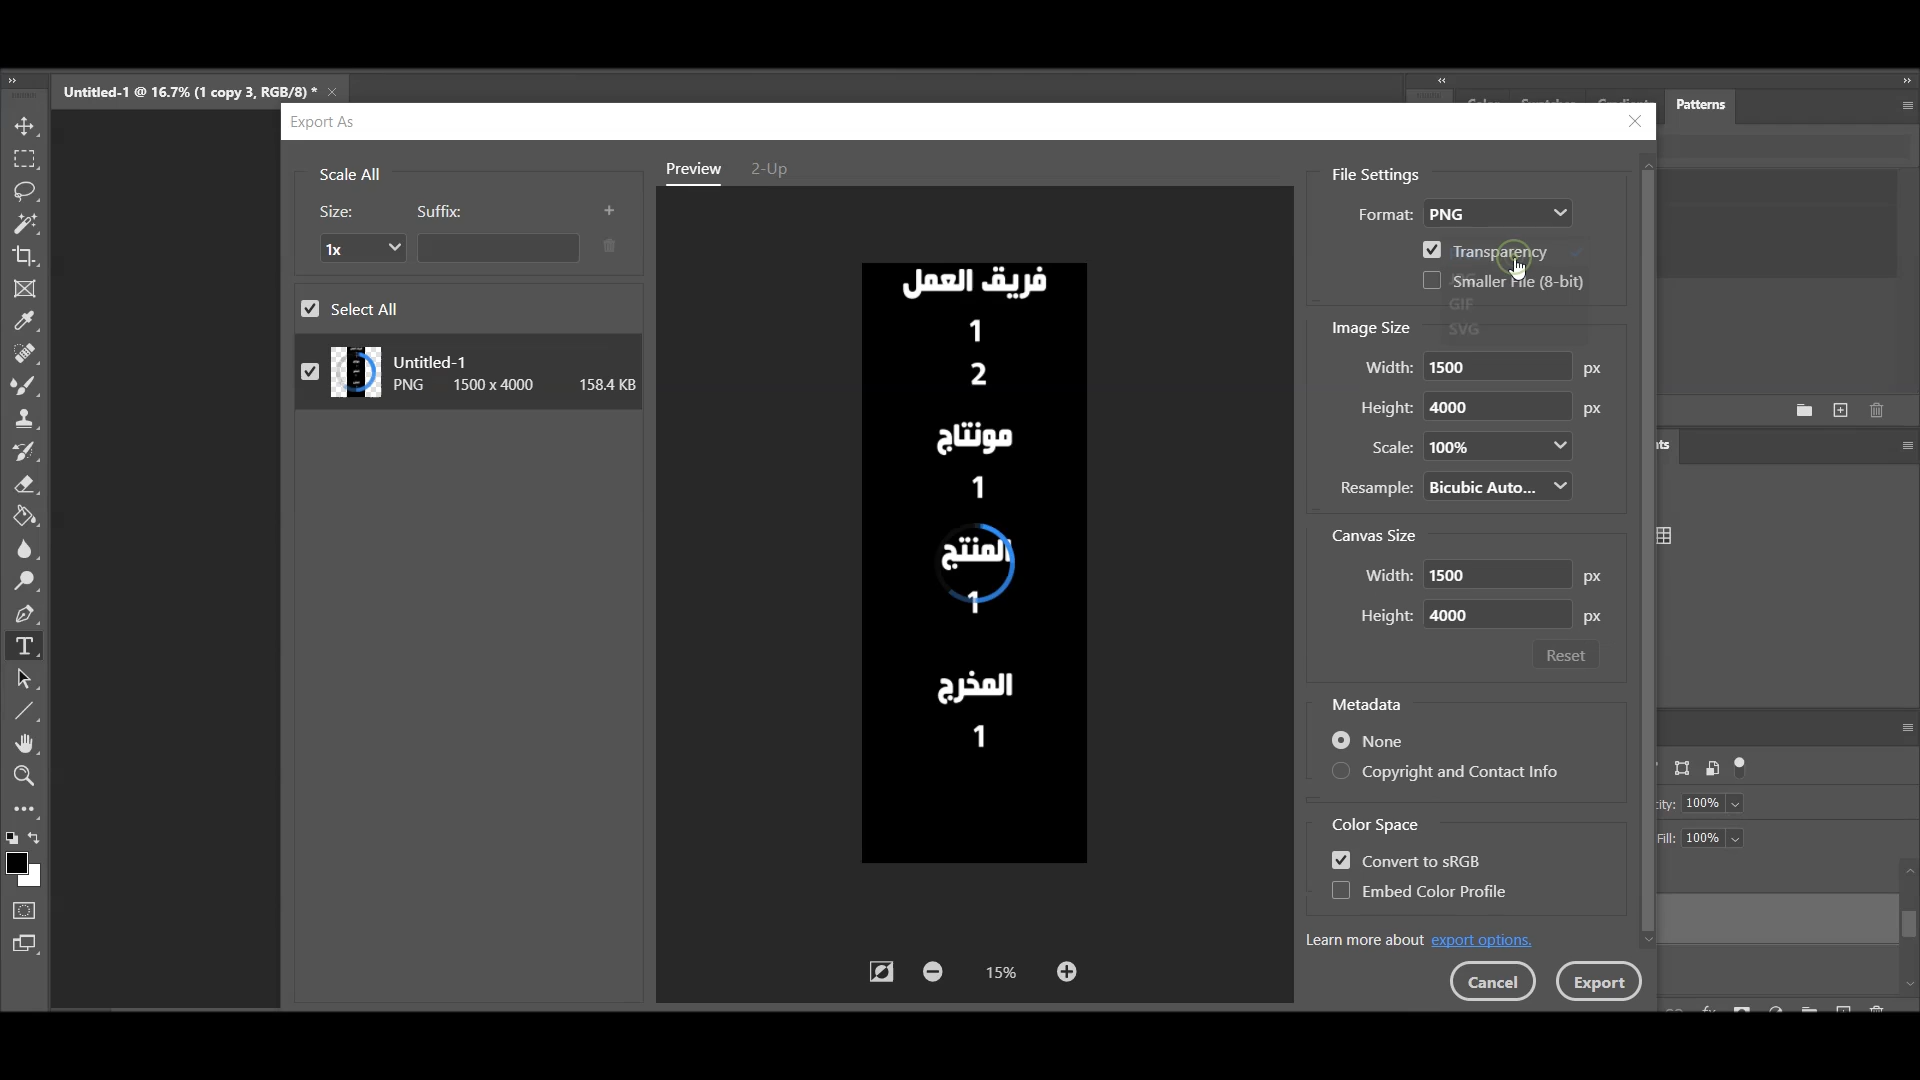 Untitled-1 @ 16.7% (1 copy 3, RGB/8) *
Patterns
Export As
Scale All
Size:
Suffix:
1x
Select All
Untitled-1
PNG 1500 x 4000 158.4 KB
Preview
2-Up
فريق العمل
1
2
مونتاج
1
المنتج
1
المخرج
1
15%
File Settings
Format: PNG
Transparency
Smaller File (8-bit)
GIF
SVG
Image Size
Width: 1500 px
Height: 4000 px
Scale: 100%
Resample: Bicubic Auto...
Canvas Size
Width: 1500 px
Height: 4000 px
Reset
Metadata
None
Copyright and Contact Info
Color Space
Convert to sRGB
Embed Color Profile
Learn more about export options.
Cancel
Export
100%
Fill: 100%